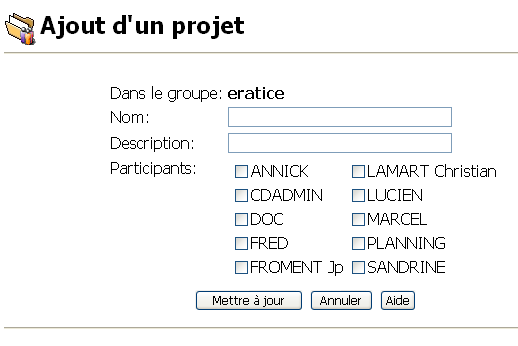 Ajout d'un projet
Dans le groupe: eratice
Nom:
Description:
Participants:
ANNICK LAMART Christian
CDADMIN LUCIEN
DOC MARCEL
FRED PLANNING
FROMENT Jp SANDRINE
Mettre à jour Annuler Aide